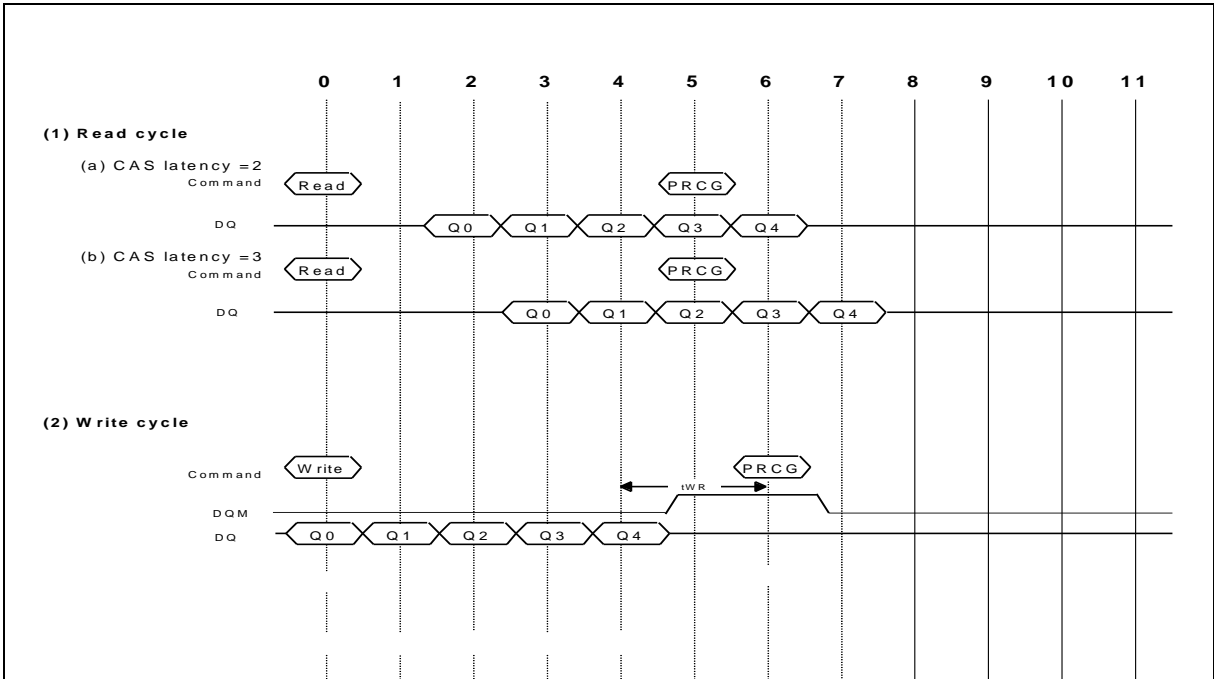 0 1 2 3 4 5 6 7 8 9 10 11
(1) Read cycle
(a) CAS latency =2
Command Read PRCG
DQ Q0 Q1 Q2 Q3 Q4
(b) CAS latency =3
Command Read PRCG
DQ Q0 Q1 Q2 Q3 Q4
(2) Write cycle
Command Write PRCG
tWR
DQM
DQ Q0 Q1 Q2 Q3 Q4